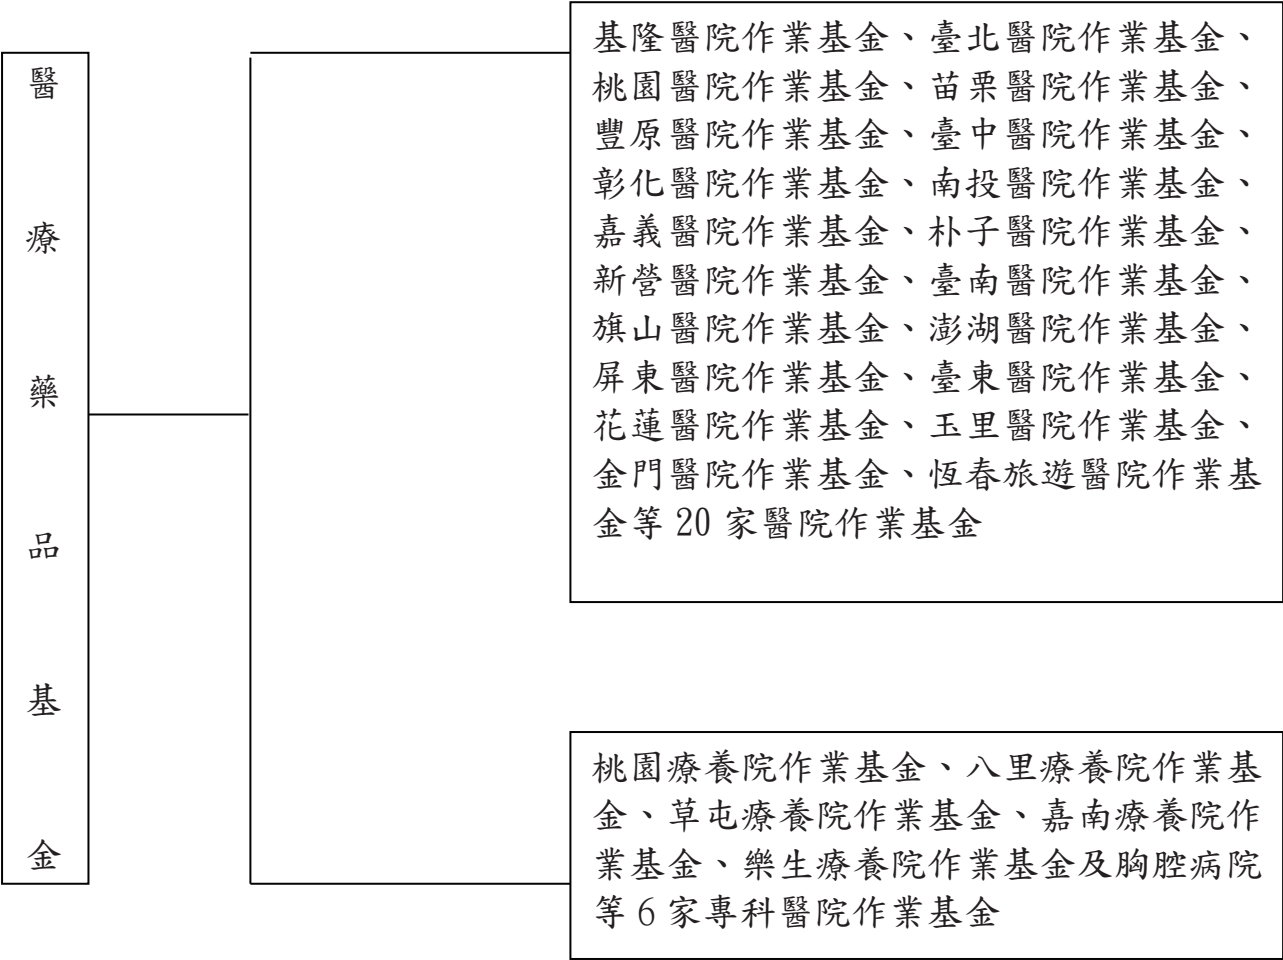 醫療藥品基金
基隆醫院作業基金、臺北醫院作業基金、
桃園醫院作業基金、苗栗醫院作業基金、
豐原醫院作業基金、臺中醫院作業基金、
彰化醫院作業基金、南投醫院作業基金、
嘉義醫院作業基金、朴子醫院作業基金、
新營醫院作業基金、臺南醫院作業基金、
旗山醫院作業基金、澎湖醫院作業基金、
屏東醫院作業基金、臺東醫院作業基金、
花蓮醫院作業基金、玉里醫院作業基金、
金門醫院作業基金、恆春旅遊醫院作業基
金等 20 家醫院作業基金
桃園療養院作業基金、八里療養院作業基
金、草屯療養院作業基金、嘉南療養院作
業基金、樂生療養院作業基金及胸腔病院
等 6 家專科醫院作業基金